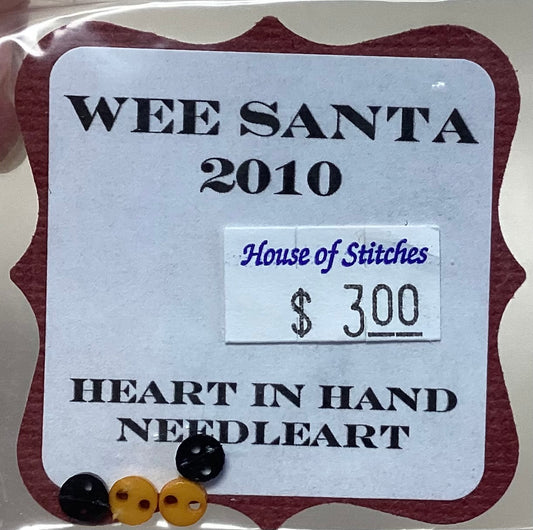 WEE SANTA
2010
House of Stitches
$ 3.00
HEART IN HAND
NEEDLEART